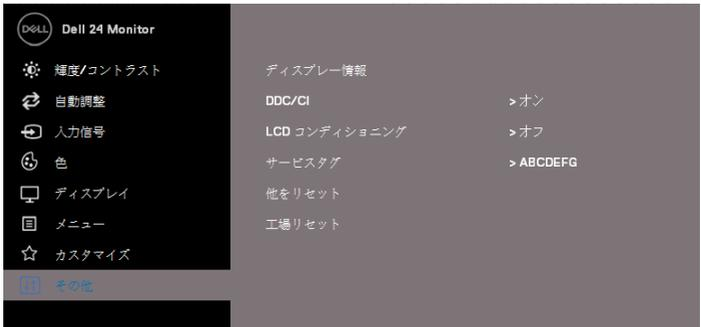 DELL Dell 24 Monitor
輝度/コントラスト
自動調整
入力信号
色
ディスプレイ
メニュー
カスタマイズ
その他
ディスプレー情報
DDC/CI > オン
LCD コンディショニング > オフ
サービスタグ > ABCDEFG
他をリセット
工場リセット